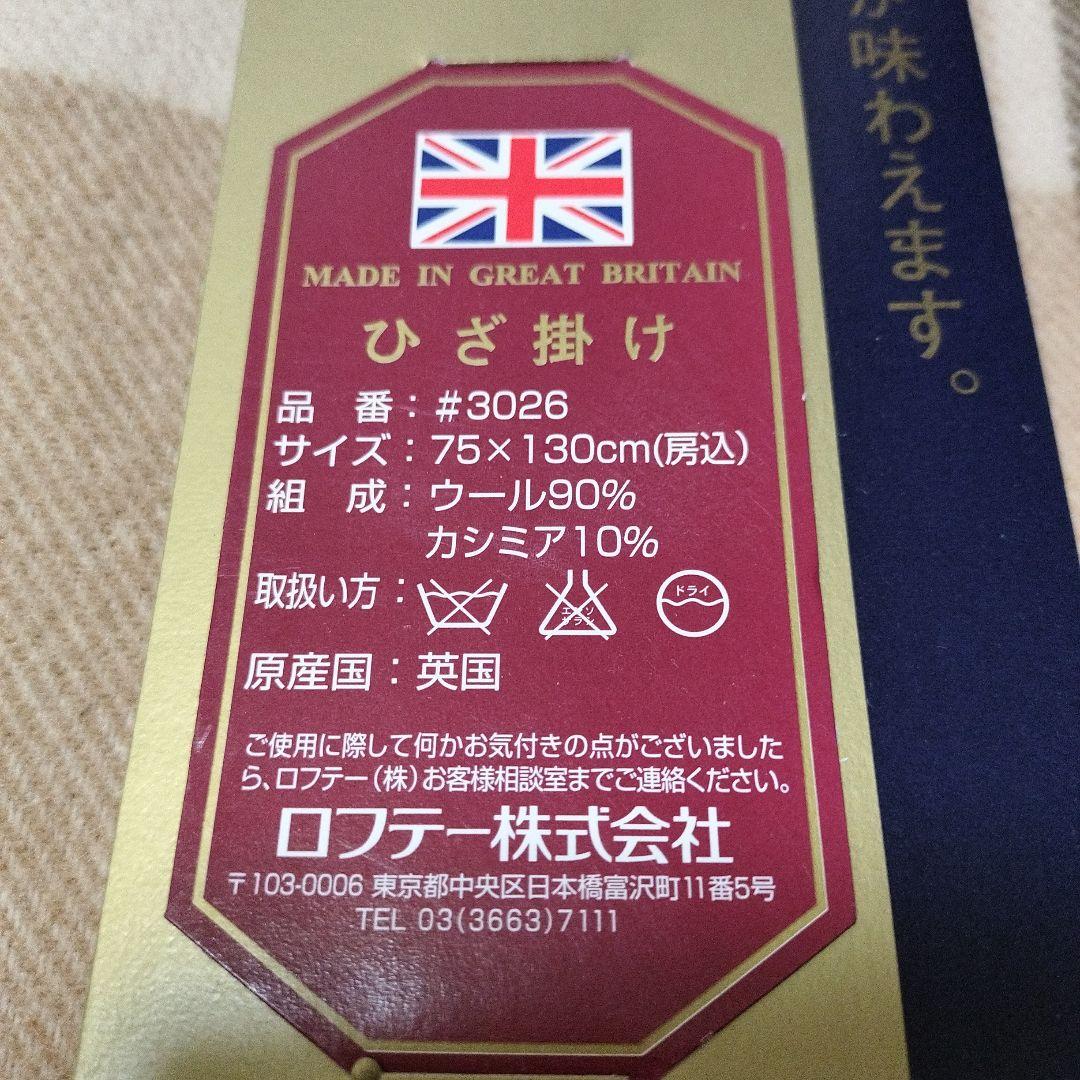 が味わえます。
MADE IN GREAT BRITAIN
ひざ掛け
品 番：#3026
サイズ：75×130cm(房込)
組 成：ウール90%
カシミア10%
取扱い方：
エンソ
サラシ
ドライ
原産国：英国
ご使用に際して何かお気付きの点がございました
ら、ロフテー(株)お客様相談室までご連絡ください。
ロフテー株式会社
〒103-0006 東京都中央区日本橋富沢町11番5号
TEL 03(3663)7111